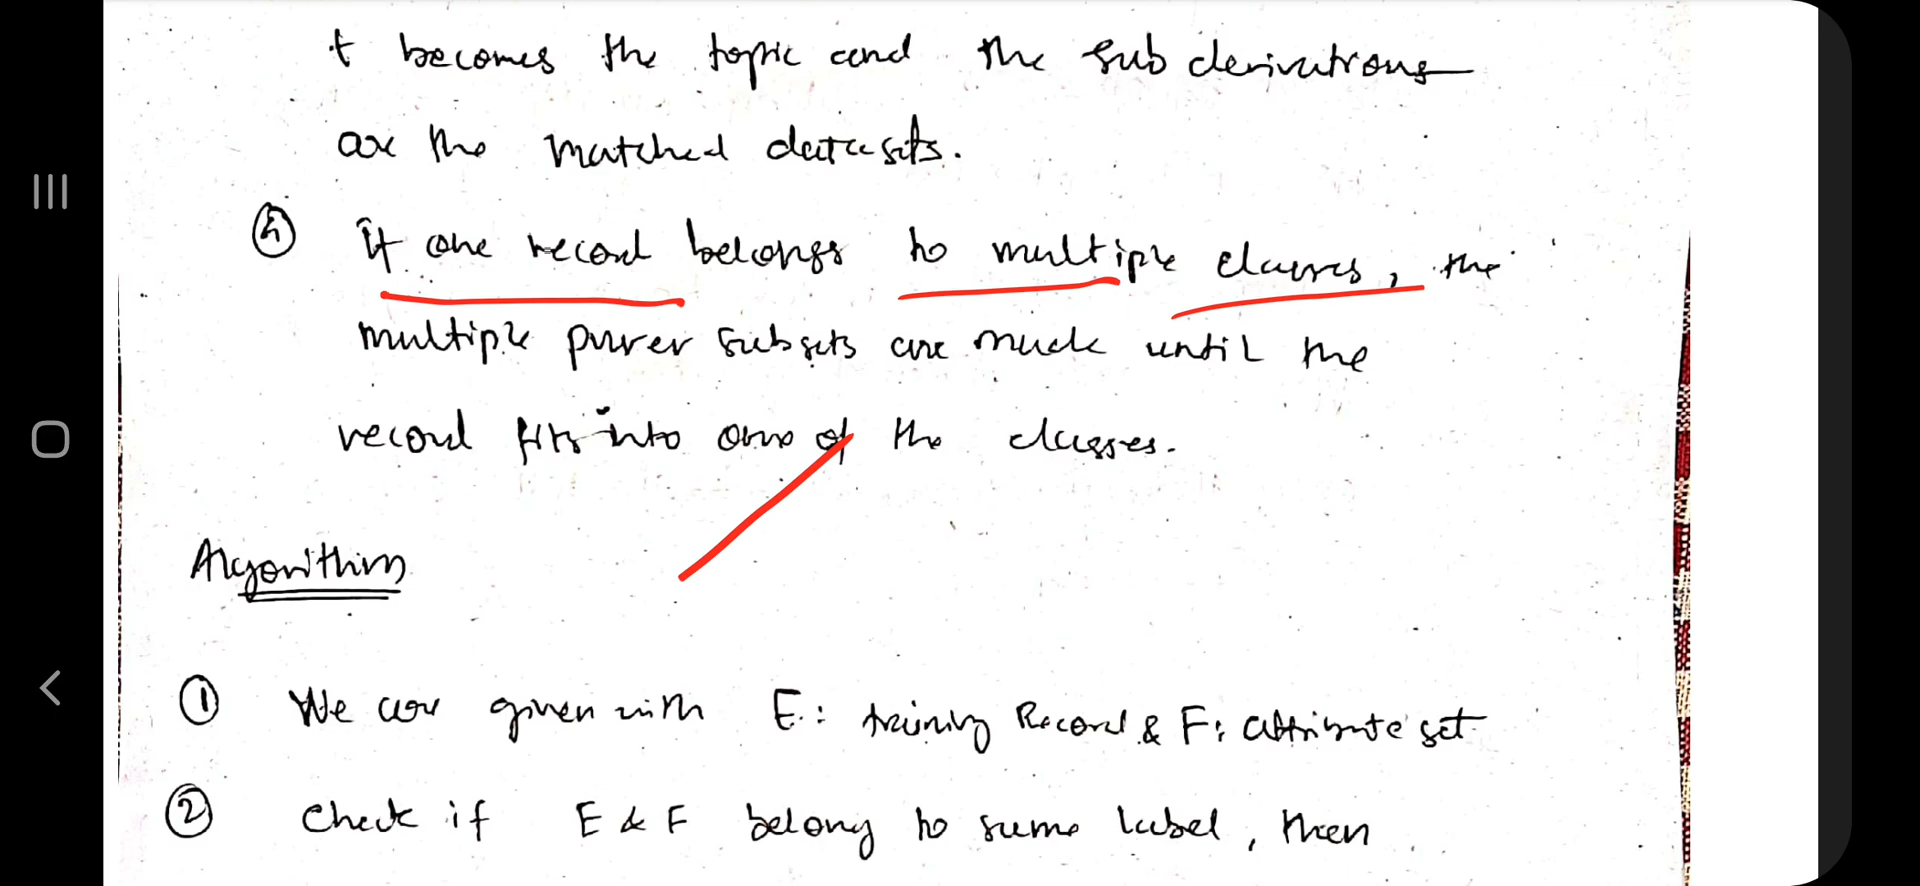 t becomes the topic and the sub derivations
are the matched datasets.
④ if one record belongs to multiple classes, the
multiple purer subsets are made until the
record fits into one of the classes.
Algorithm
① We are given with E: training Record & F: attribute set
② Check if E & F belong to same label, then